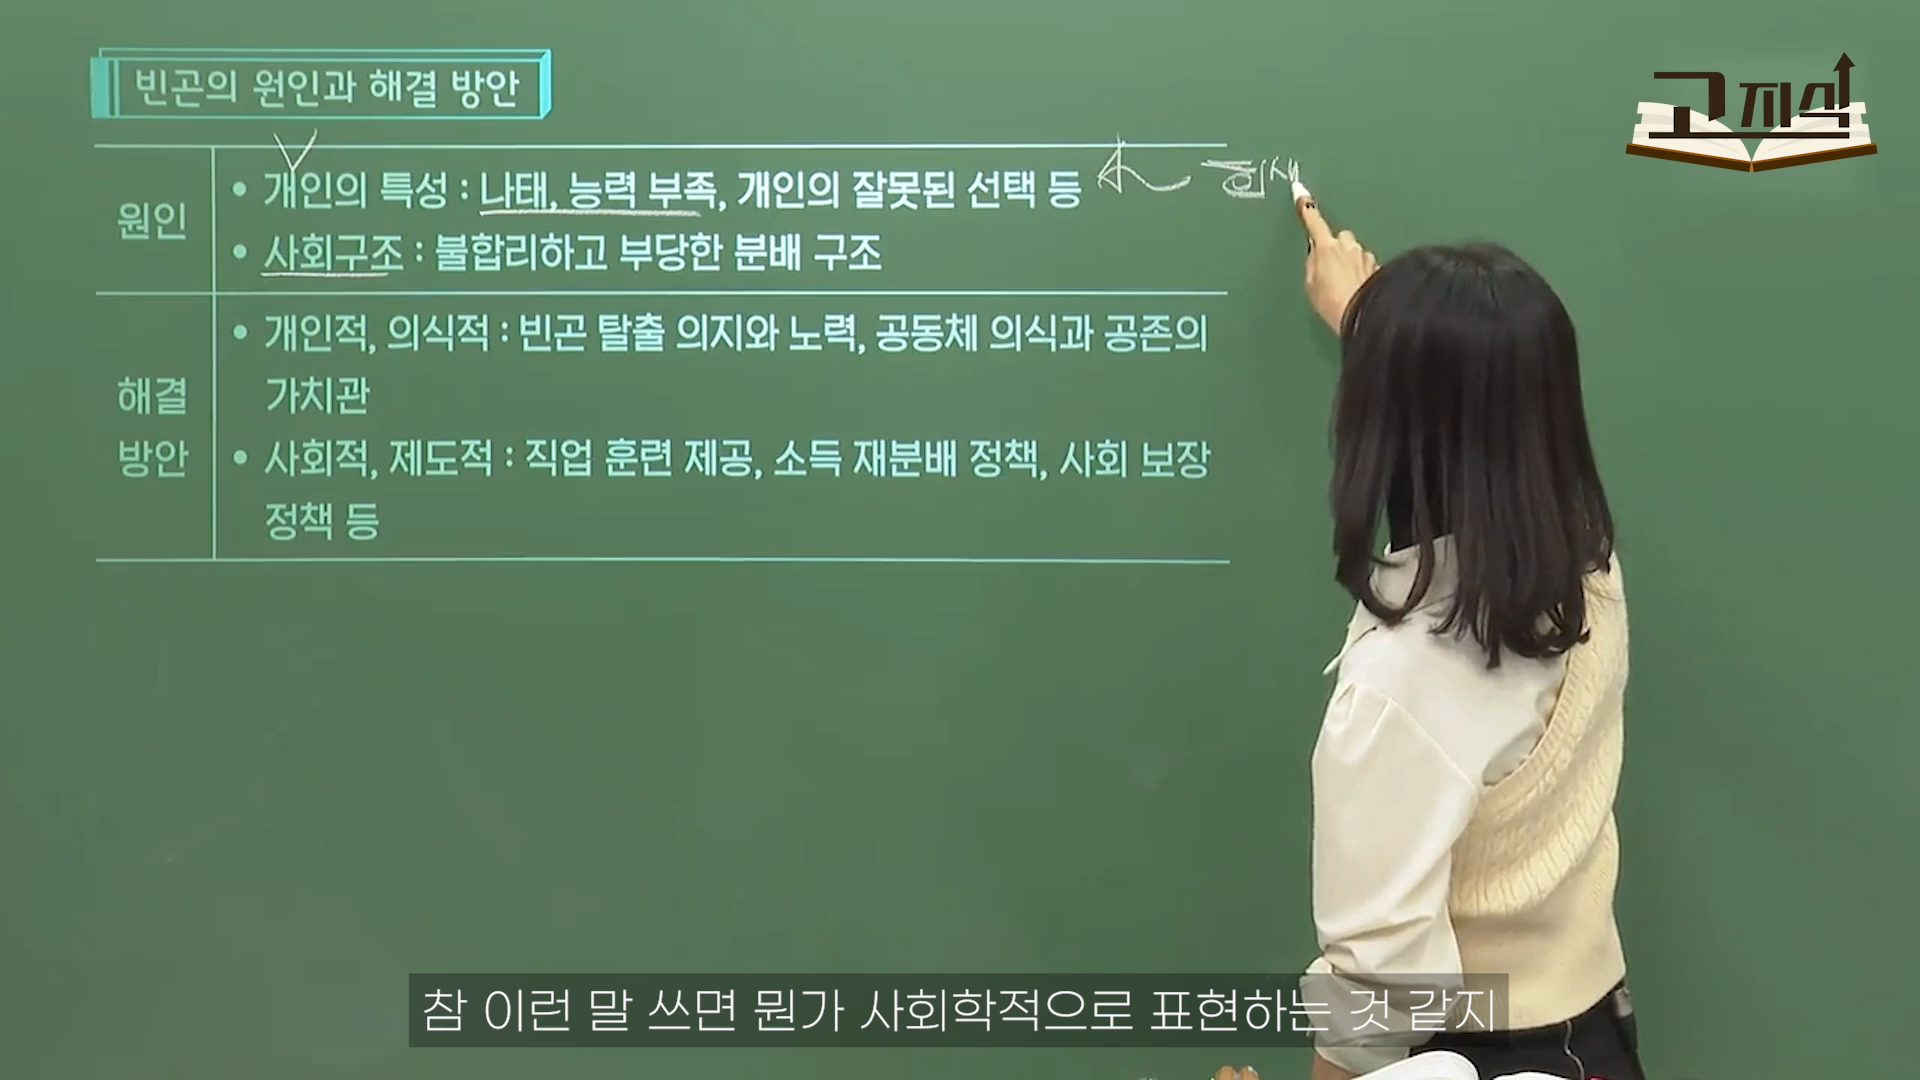 빈곤의 원인과 해결 방안
고지식
원인
• 개인의 특성 : 나태, 능력 부족, 개인의 잘못된 선택 등
• 사회구조 : 불합리하고 부당한 분배 구조
해결
방안
• 개인적, 의식적 : 빈곤 탈출 의지와 노력, 공동체 의식과 공존의
가치관
• 사회적, 제도적 : 직업 훈련 제공, 소득 재분배 정책, 사회 보장
정책 등
참 이런 말 쓰면 뭔가 사회학적으로 표현하는 것 같지